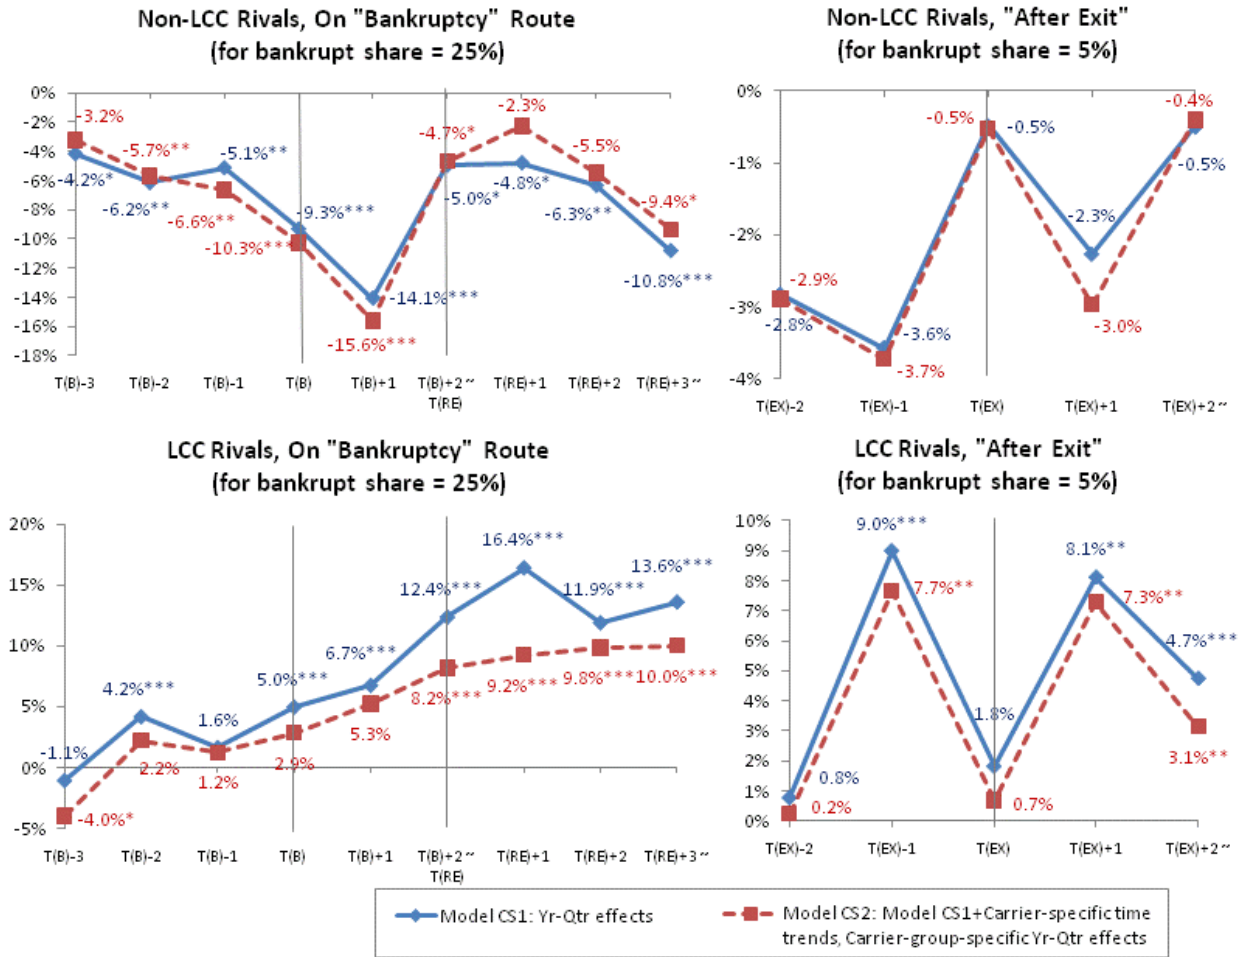 Non-LCC Rivals, On "Bankruptcy" Route
(for bankrupt share = 25%)
0%
-2%
-4%
-6%
-8%
-10%
-12%
-14%
-16%
-18%
-3.2%
-4.2%*
-5.7%**
-6.2%**
-5.1%**
-6.6%**
-9.3%***
-10.3%***
-14.1%***
-15.6%***
-4.7%*
-5.0%*
-2.3%
-4.8%*
-5.5%
-6.3%**
-9.4%*
-10.8%***
T(B)-3
T(B)-2
T(B)-1
T(B)
T(B)+1
T(B)+2 ~
T(RE)
T(RE)+1
T(RE)+2
T(RE)+3 ~
Non-LCC Rivals, "After Exit"
(for bankrupt share = 5%)
0%
-1%
-2%
-3%
-4%
-2.9%
-2.8%
-3.6%
-3.7%
-0.5%
-0.5%
-2.3%
-3.0%
-0.4%
-0.5%
T(EX)-2
T(EX)-1
T(EX)
T(EX)+1
T(EX)+2 ~
LCC Rivals, On "Bankruptcy" Route
(for bankrupt share = 25%)
20%
15%
10%
5%
0%
-5%
-1.1%
-4.0%*
4.2%***
2.2%
1.6%
1.2%
5.0%***
2.9%
6.7%***
5.3%
12.4%***
8.2%***
16.4%***
9.2%***
11.9%***
9.8%***
13.6%***
10.0%***
T(B)-3
T(B)-2
T(B)-1
T(B)
T(B)+1
T(B)+2 ~
T(RE)
T(RE)+1
T(RE)+2
T(RE)+3 ~
LCC Rivals, "After Exit"
(for bankrupt share = 5%)
10%
9%
8%
7%
6%
5%
4%
3%
2%
1%
0%
0.8%
0.2%
9.0%***
7.7%**
1.8%
0.7%
8.1%**
7.3%**
4.7%***
3.1%**
T(EX)-2
T(EX)-1
T(EX)
T(EX)+1
T(EX)+2 ~
Model CS1: Yr-Qtr effects
Model CS2: Model CS1+Carrier-specific time
trends, Carrier-group-specific Yr-Qtr effects